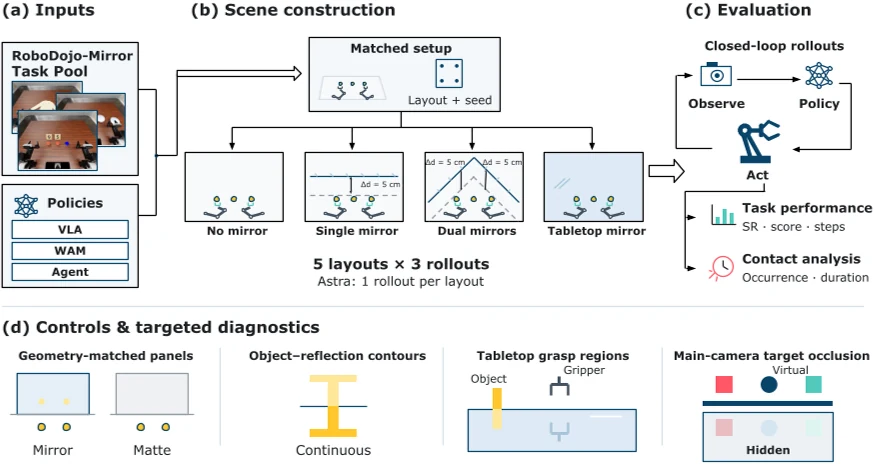 (a) Inputs
(b) Scene construction
(c) Evaluation
RoboDojo-Mirror
Task Pool
Policies
VLA
WAM
Agent
Matched setup
Layout + seed
Δd = 5 cm
Δd = 5 cm
Δd = 5 cm
No mirror
Single mirror
Dual mirrors
Tabletop mirror
5 layouts × 3 rollouts
Astra: 1 rollout per layout
Closed-loop rollouts
Observe
Policy
Act
Task performance
SR · score · steps
Contact analysis
Occurrence · duration
(d) Controls & targeted diagnostics
Geometry-matched panels
Mirror
Matte
Object–reflection contours
Continuous
Tabletop grasp regions
Object
Gripper
Main-camera target occlusion
Virtual
Hidden